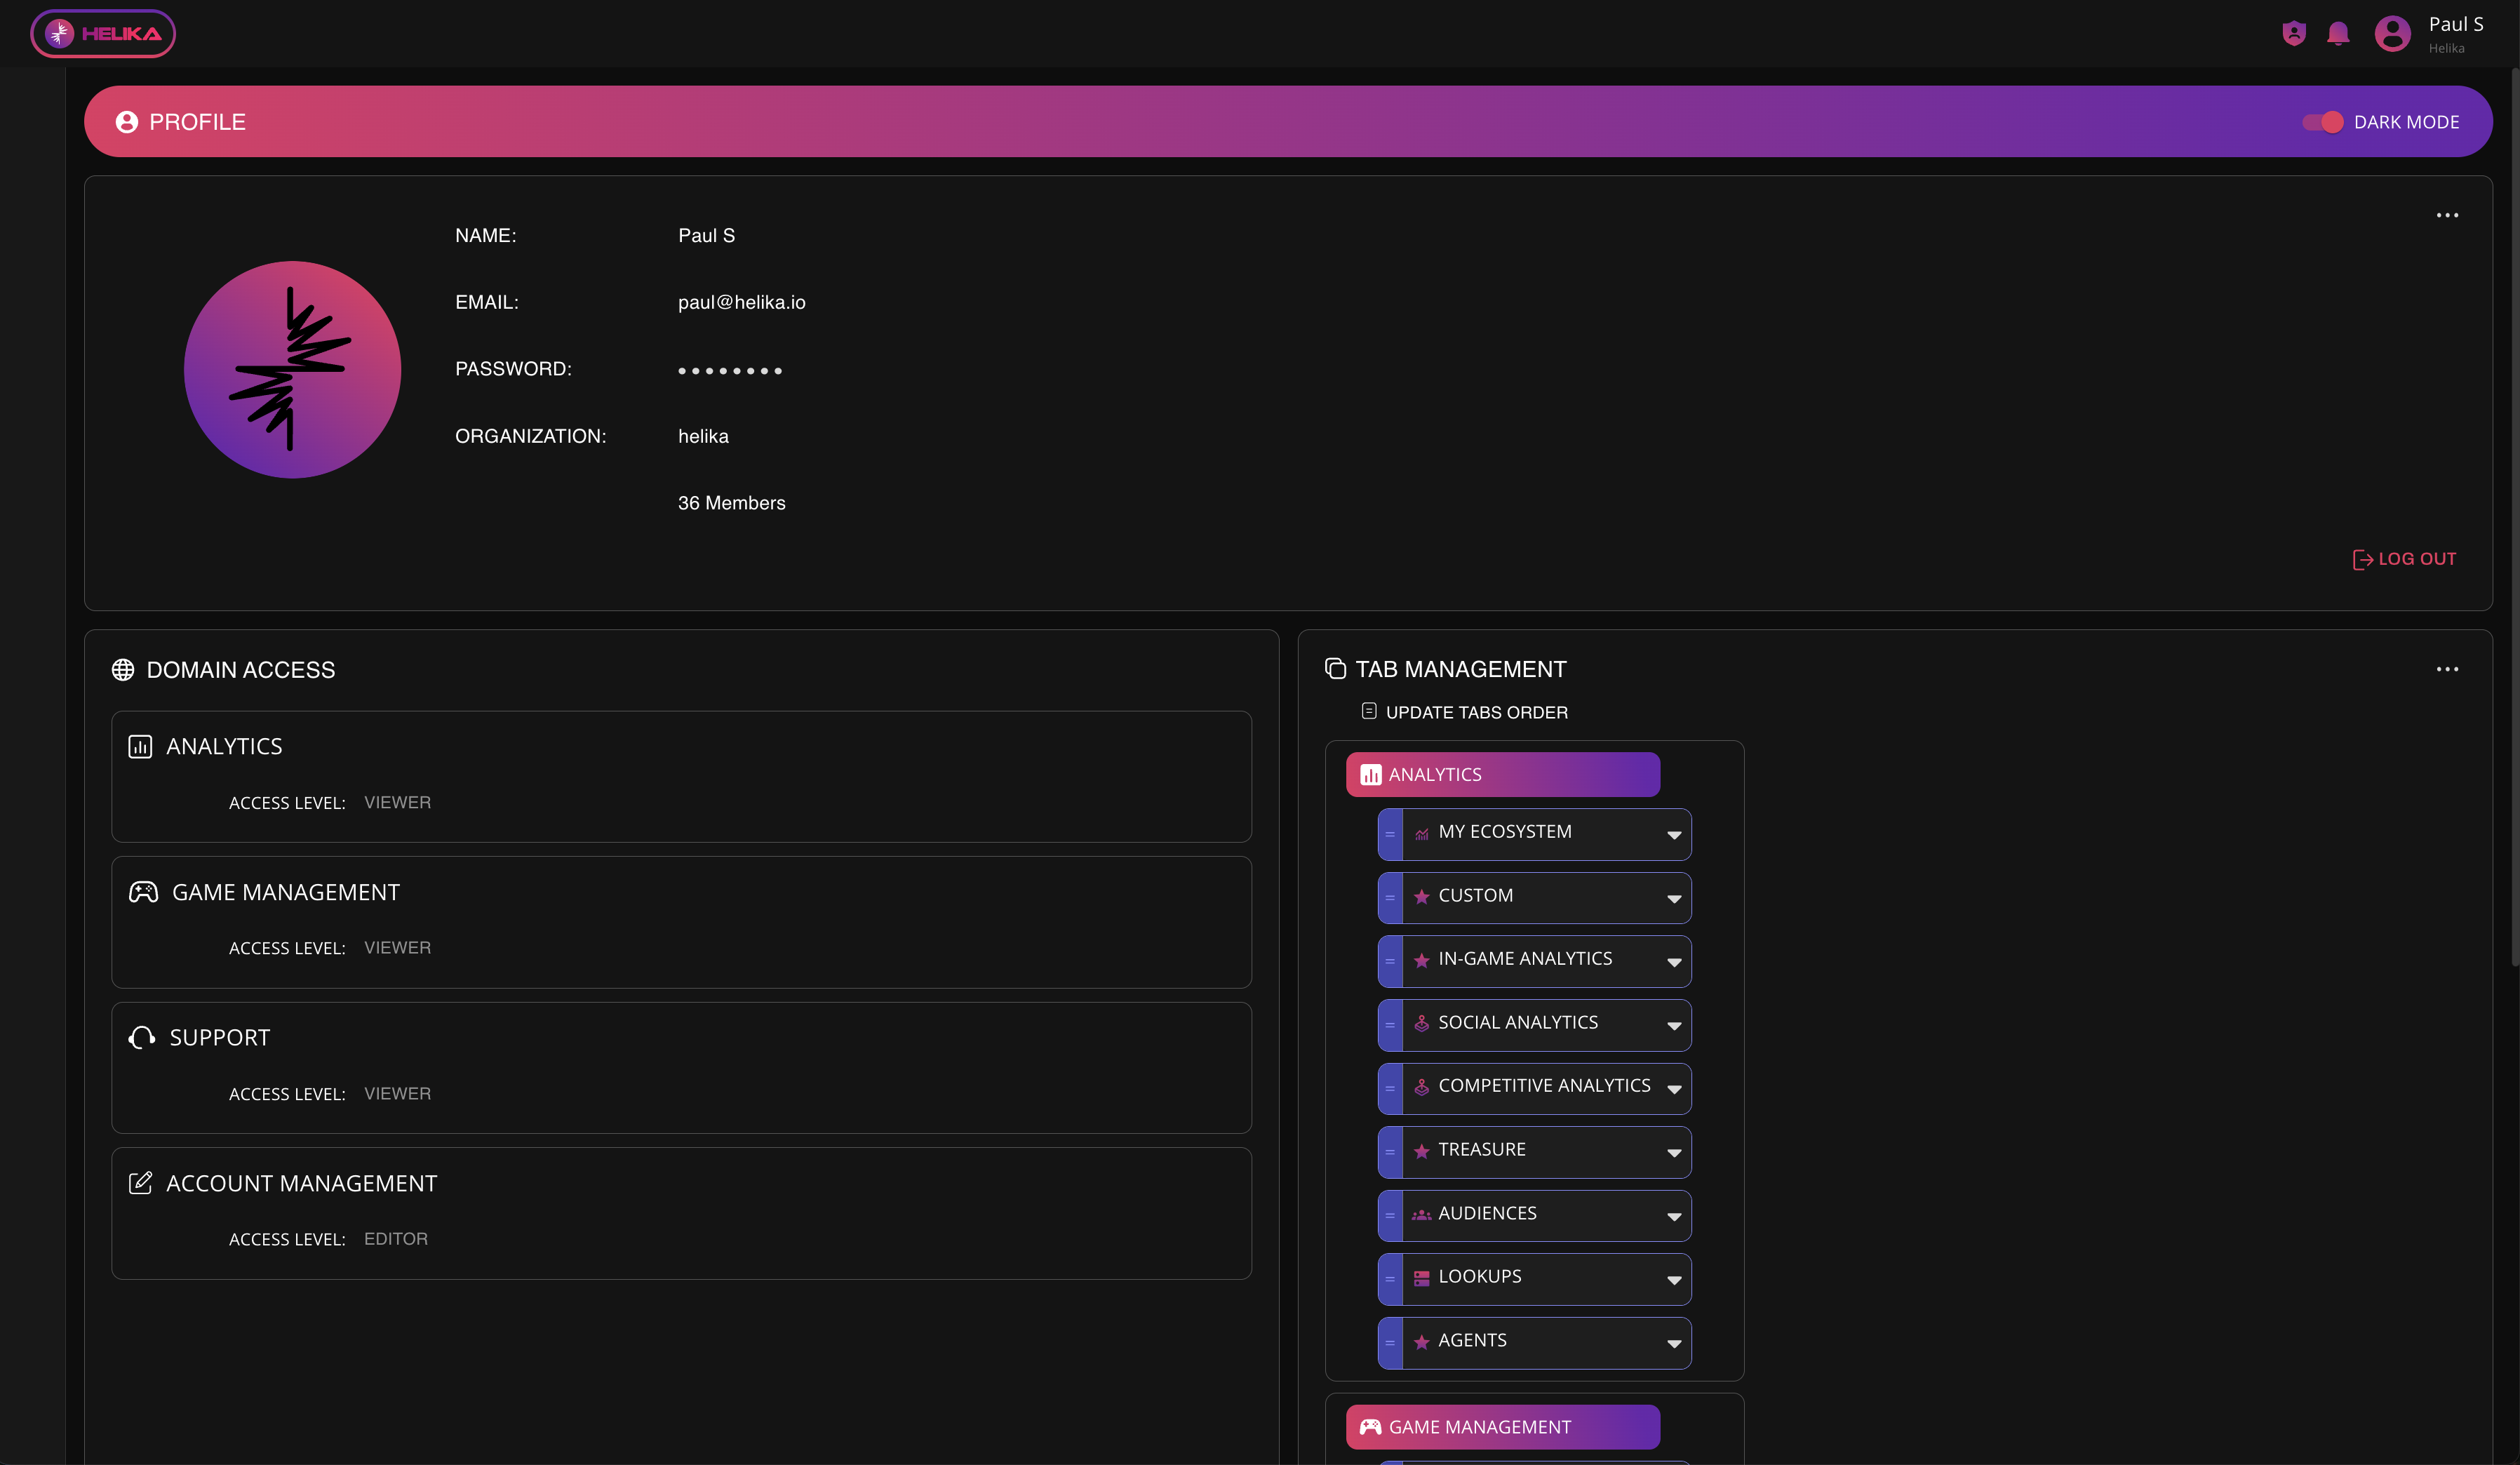 HELIKA
Paul S
Helika
PROFILE
DARK MODE
NAME: Paul S
EMAIL: paul@helika.io
PASSWORD: ••••••••
ORGANIZATION: helika
36 Members
LOG OUT
DOMAIN ACCESS
ANALYTICS
ACCESS LEVEL: VIEWER
GAME MANAGEMENT
ACCESS LEVEL: VIEWER
SUPPORT
ACCESS LEVEL: VIEWER
ACCOUNT MANAGEMENT
ACCESS LEVEL: EDITOR
TAB MANAGEMENT
UPDATE TABS ORDER
ANALYTICS
MY ECOSYSTEM
CUSTOM
IN-GAME ANALYTICS
SOCIAL ANALYTICS
COMPETITIVE ANALYTICS
TREASURE
AUDIENCES
LOOKUPS
AGENTS
GAME MANAGEMENT